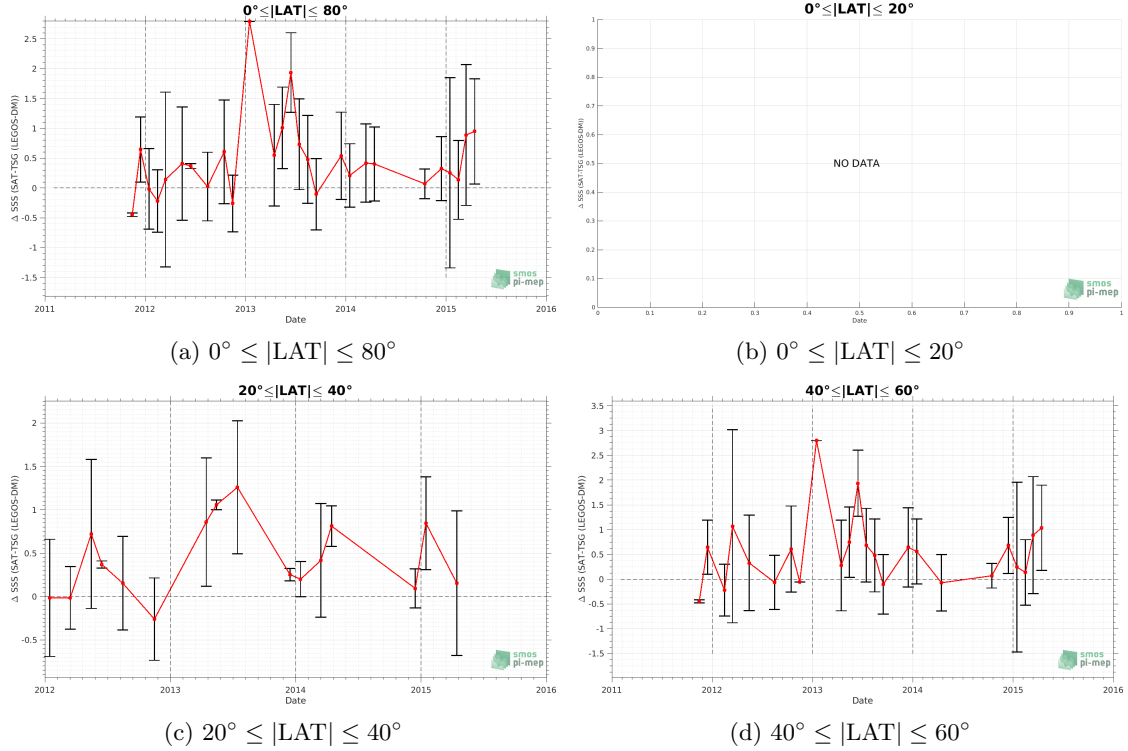 0°≤|LAT|≤ 80°
Δ SSS (SAT-TSG (LEGOS-DM))
2.5
2
1.5
1
0.5
0
-0.5
-1
-1.5
2011 2012 2013 2014 2015 2016
Date
smos
pi-mep
(a) 0° ≤ |LAT| ≤ 80°
0°≤|LAT|≤ 20°
Δ SSS (SAT-TSG (LEGOS-DM))
1
0.9
0.8
0.7
0.6
0.5
0.4
0.3
0.2
0.1
0
NO DATA
0 0.1 0.2 0.3 0.4 0.5 0.6 0.7 0.8 0.9 1
Date
smos
pi-mep
(b) 0° ≤ |LAT| ≤ 20°
20°≤|LAT|≤ 40°
Δ SSS (SAT-TSG (LEGOS-DM))
2
1.5
1
0.5
0
-0.5
2012 2013 2014 2015 2016
Date
smos
pi-mep
(c) 20° ≤ |LAT| ≤ 40°
40°≤|LAT|≤ 60°
Δ SSS (SAT-TSG (LEGOS-DM))
3.5
3
2.5
2
1.5
1
0.5
0
-0.5
-1
-1.5
2011 2012 2013 2014 2015 2016
Date
smos
pi-mep
(d) 40° ≤ |LAT| ≤ 60°